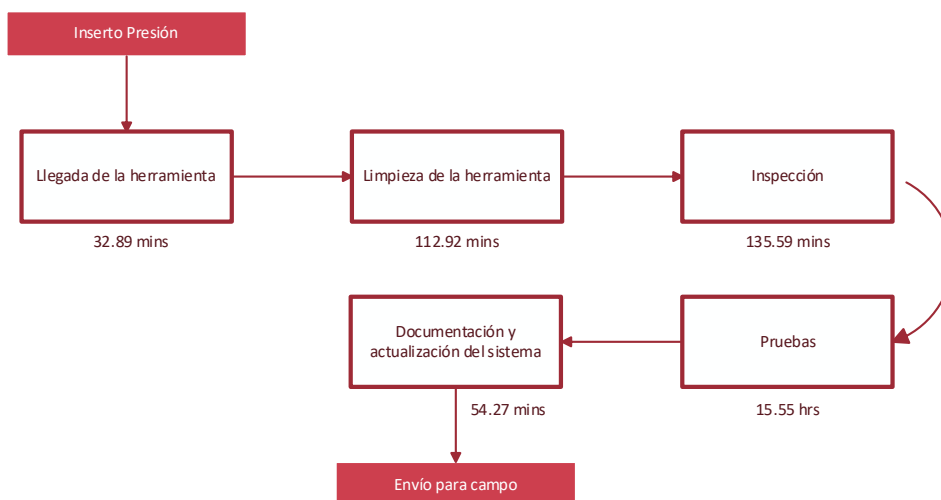 Inserto Presión
Llegada de la herramienta
32.89 mins
Limpieza de la herramienta
112.92 mins
Inspección
135.59 mins
Pruebas
15.55 hrs
Documentación y
actualización del sistema
54.27 mins
Envío para campo